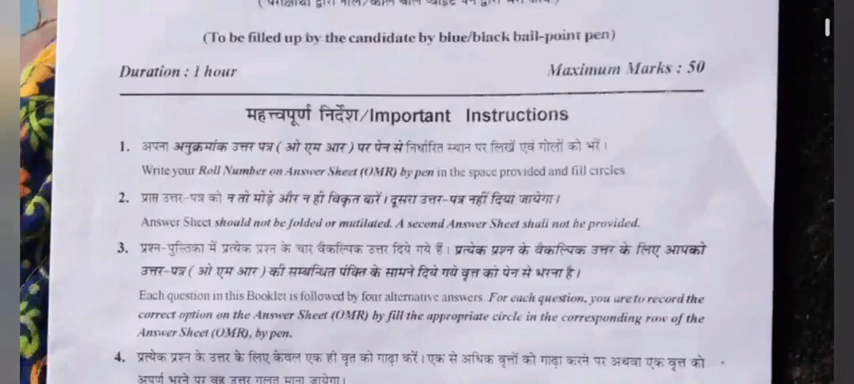 (To be filled up by the candidate by blue/black ball-point pen)
Duration : 1 hour Maximum Marks : 50
महत्त्वपूर्ण निर्देश/Important Instructions
1. अपना अनुक्रमांक उत्तर पत्र ( ओ एम आर ) पर पेन से निर्धारित स्थान पर लिखें एवं गोलों को भरें।
Write your Roll Number on Answer Sheet (OMR) by pen in the space provided and fill circles.
2. प्राप्त उत्तर-पत्र को न तो मोड़े और न ही विकृत करें। दूसरा उत्तर-पत्र नहीं दिया जायेगा।
Answer Sheet should not be folded or mutilated. A second Answer Sheet shall not be provided.
3. प्रश्न-पुस्तिका में प्रत्येक प्रश्न के चार वैकल्पिक उत्तर दिये गये हैं। प्रत्येक प्रश्न के वैकल्पिक उत्तर के लिए आपको
उत्तर-पत्र ( ओ एम आर ) की सम्बन्धित पंक्ति के सामने दिये गये वृत्त को पेन से भरना है।
Each question in this Booklet is followed by four alternative answers. For each question, you are to record the
correct option on the Answer Sheet (OMR) by fill the appropriate circle in the corresponding row of the
Answer Sheet (OMR), by pen.
4. प्रत्येक प्रश्न के उत्तर के लिए केवल एक ही वृत को गाढ़ा करें। एक से अधिक वृत्तों को गाढ़ा करने पर अथवा एक वृत्त को
अपूर्ण भरने पर वह उत्तर गलत माना जायेगा।